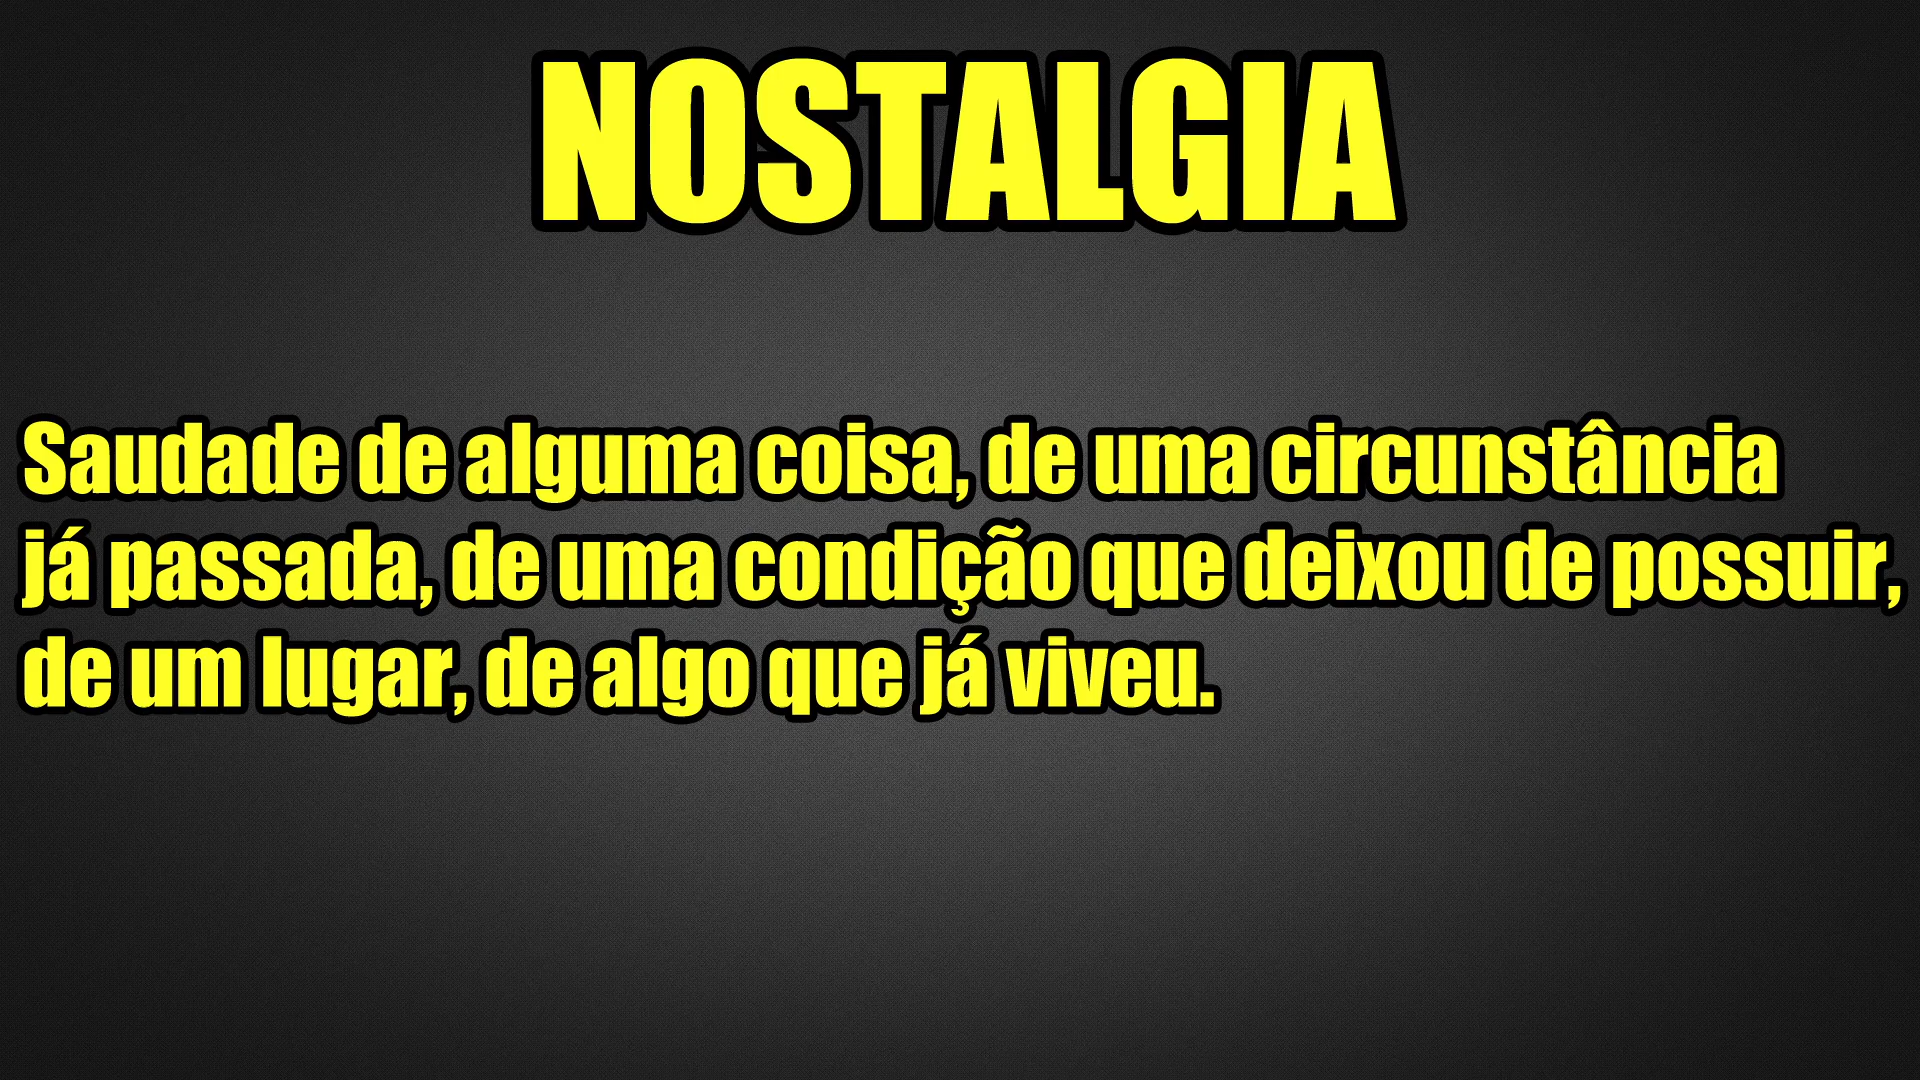 NOSTALGIA
Saudade de alguma coisa, de uma circunstância
já passada, de uma condição que deixou de possuir,
de um lugar, de algo que já viveu.